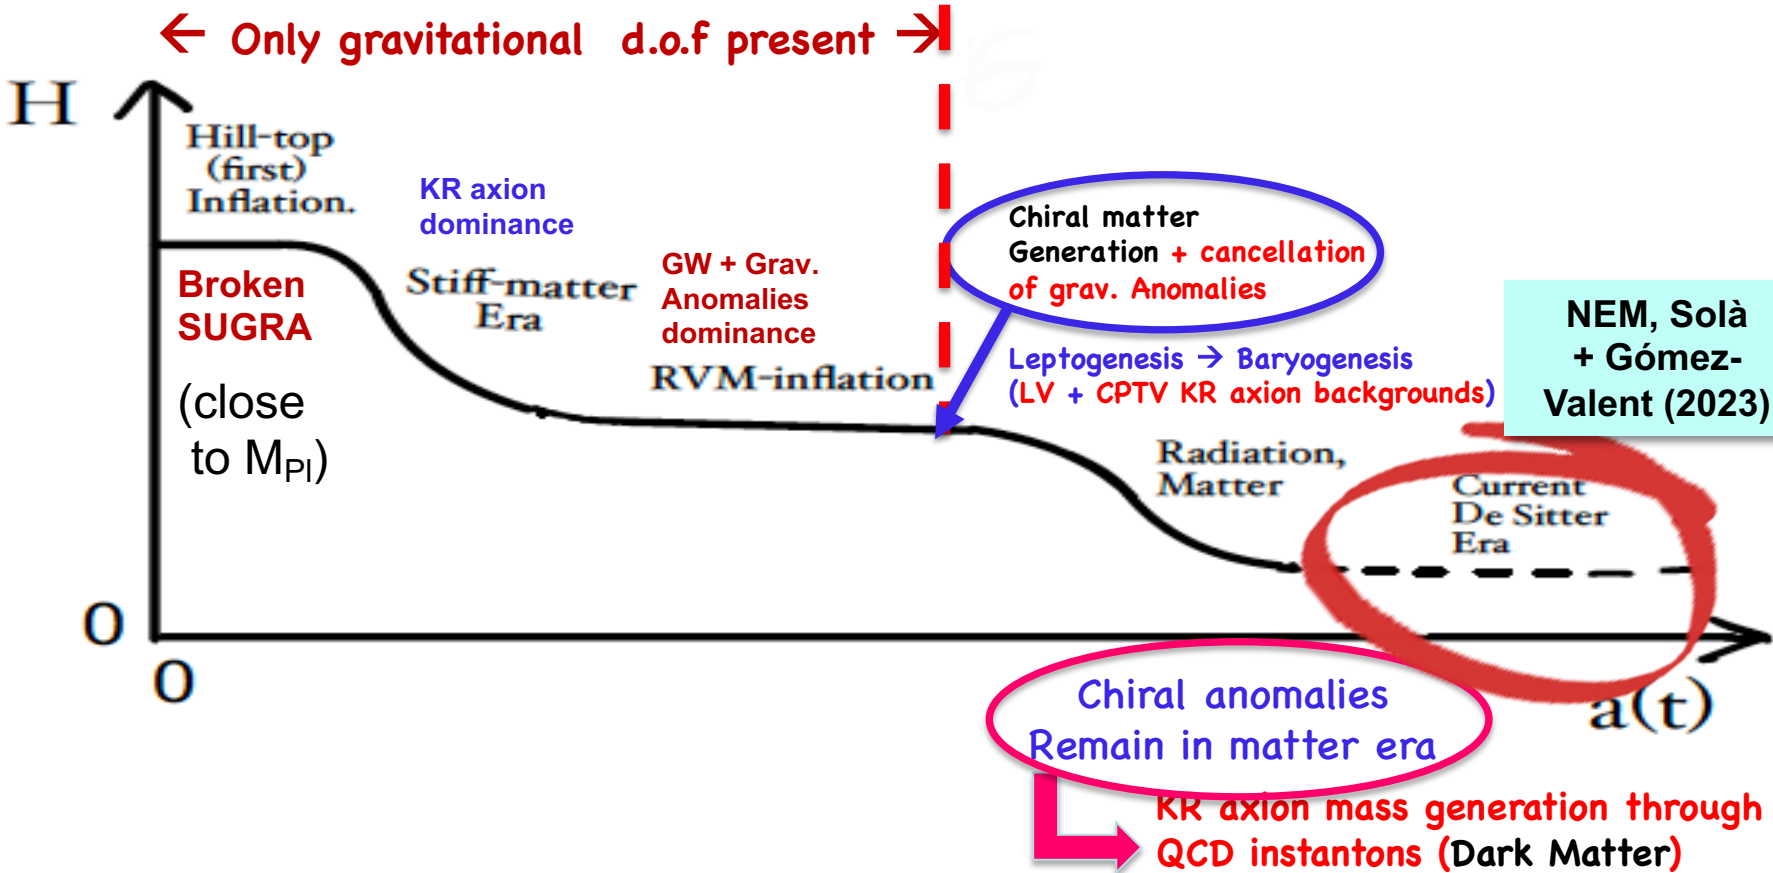 ← Only gravitational d.o.f present →
H
Hill-top
(first)
Inflation.
KR axion
dominance
Broken
SUGRA
(close
to MPl)
Stiff-matter
Era
GW + Grav.
Anomalies
dominance
RVM-inflation
Chiral matter
Generation + cancellation
of grav. Anomalies
Leptogenesis → Baryogenesis
(LV + CPTV KR axion backgrounds)
NEM, Solà
+ Gómez-
Valent (2023)
Radiation,
Matter
Current
De Sitter
Era
0
0
a(t)
Chiral anomalies
Remain in matter era
KR axion mass generation through
QCD instantons (Dark Matter)